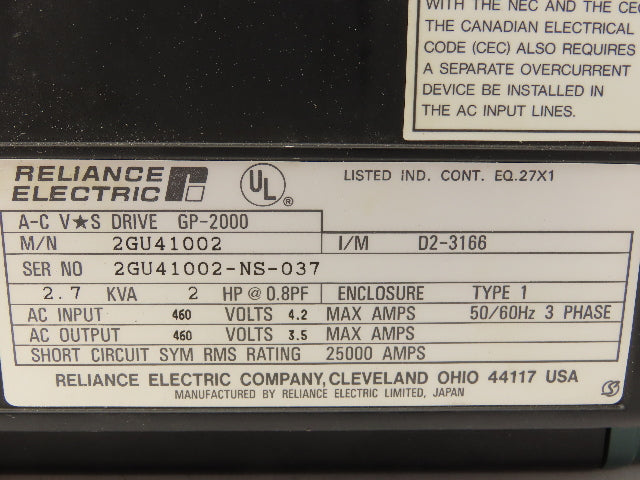 WITH THE NEC AND THE CEC
THE CANADIAN ELECTRICAL
CODE (CEC) ALSO REQUIRES
A SEPARATE OVERCURRENT
DEVICE BE INSTALLED IN
THE AC INPUT LINES.
RELIANCE
ELECTRIC
UL ®
LISTED IND. CONT. EQ.27X1
A-C V★S DRIVE GP-2000
M/N 2GU41002 I/M D2-3166
SER NO 2GU41002-NS-037
2.7 KVA 2 HP @ 0.8PF ENCLOSURE TYPE 1
AC INPUT 460 VOLTS 4.2 MAX AMPS 50/60Hz 3 PHASE
AC OUTPUT 460 VOLTS 3.5 MAX AMPS
SHORT CIRCUIT SYM RMS RATING 25000 AMPS
RELIANCE ELECTRIC COMPANY, CLEVELAND OHIO 44117 USA
MANUFACTURED BY RELIANCE ELECTRIC LIMITED, JAPAN